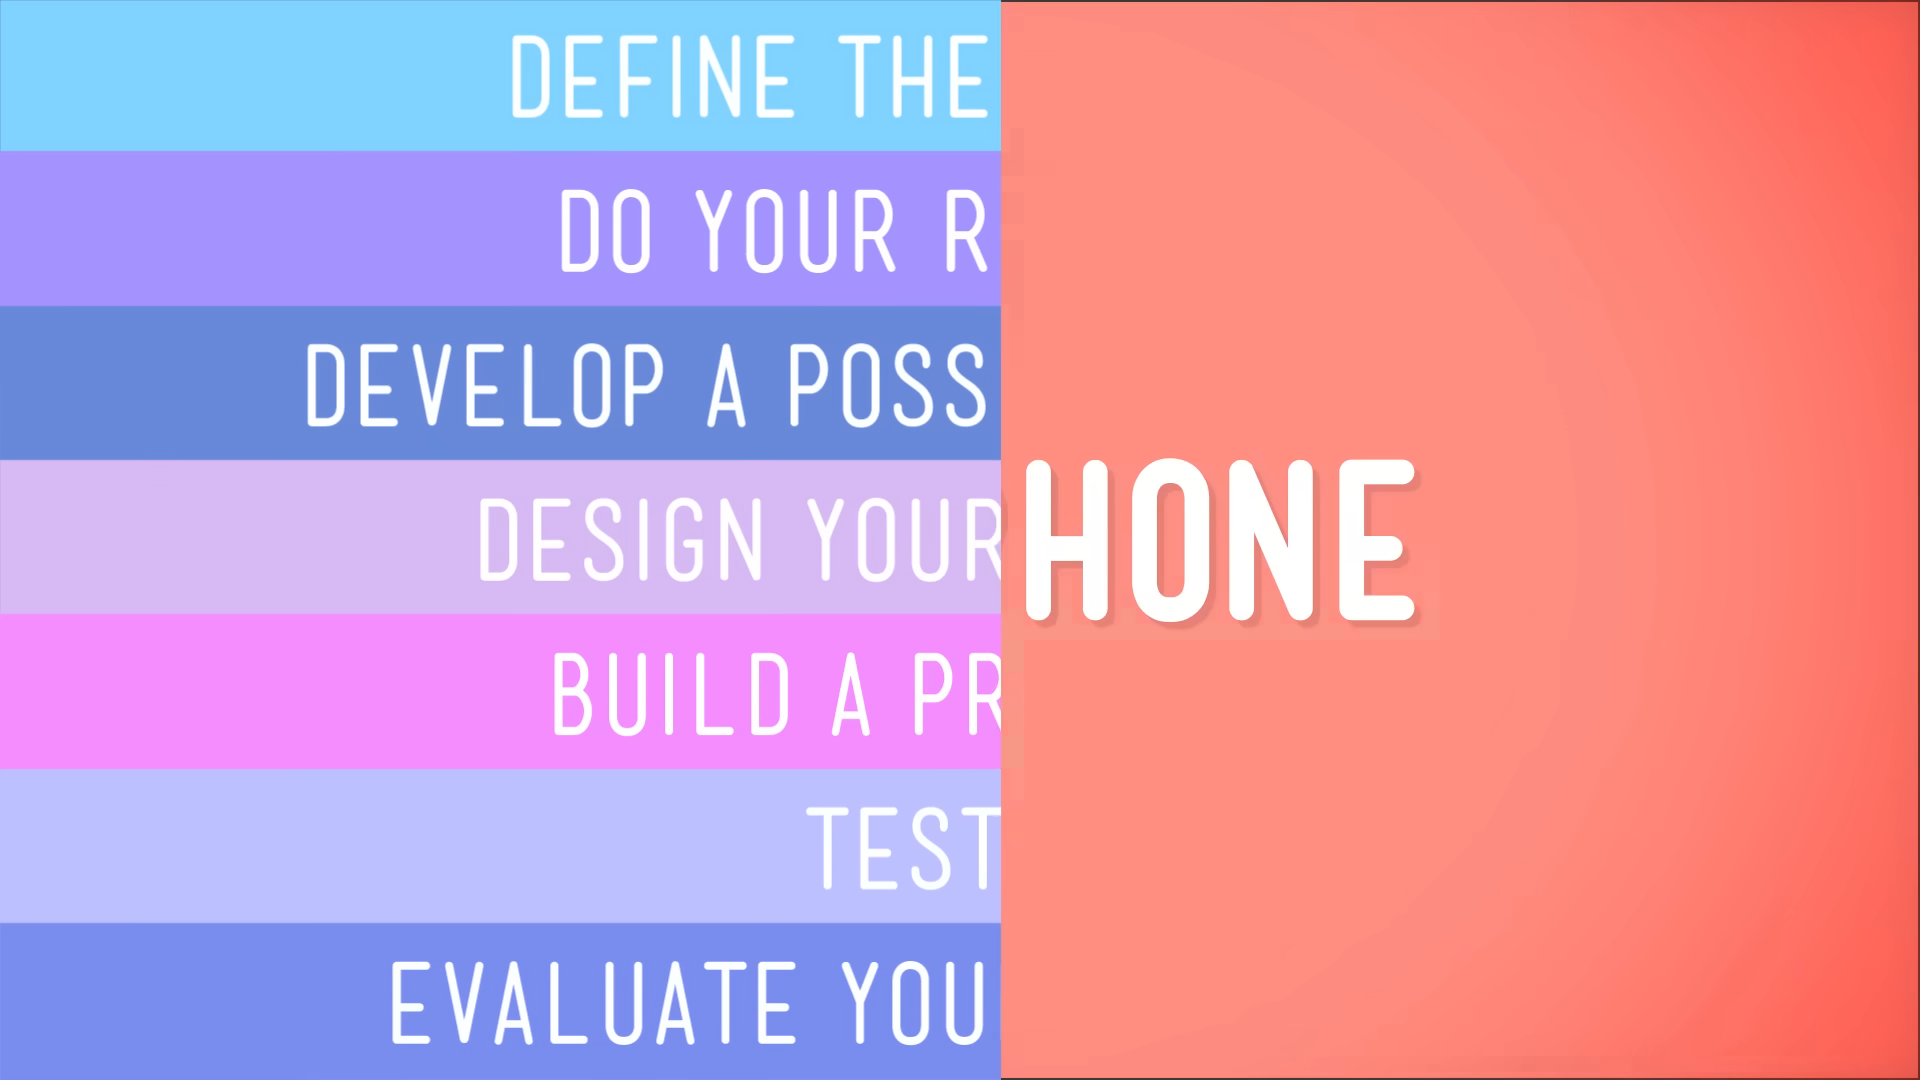 DEFINE THE
DO YOUR R
DEVELOP A POSS
DESIGN YOUR
BUILD A PR
TEST
EVALUATE YOU
HONE